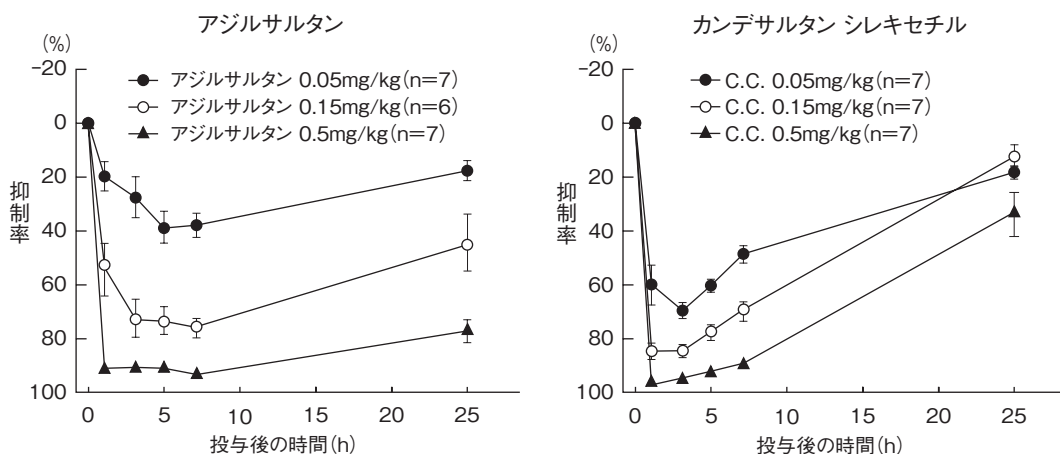 アジルサルタン
(%)
-20
0
20
40
60
80
100
抑制率
アジルサルタン 0.05mg/kg(n=7)
アジルサルタン 0.15mg/kg(n=6)
アジルサルタン 0.5mg/kg(n=7)
0 5 10 15 20 25
投与後の時間(h)
カンデサルタン シレキセチル
(%)
-20
0
20
40
60
80
100
抑制率
C.C. 0.05mg/kg(n=7)
C.C. 0.15mg/kg(n=7)
C.C. 0.5mg/kg(n=7)
0 5 10 15 20 25
投与後の時間(h)